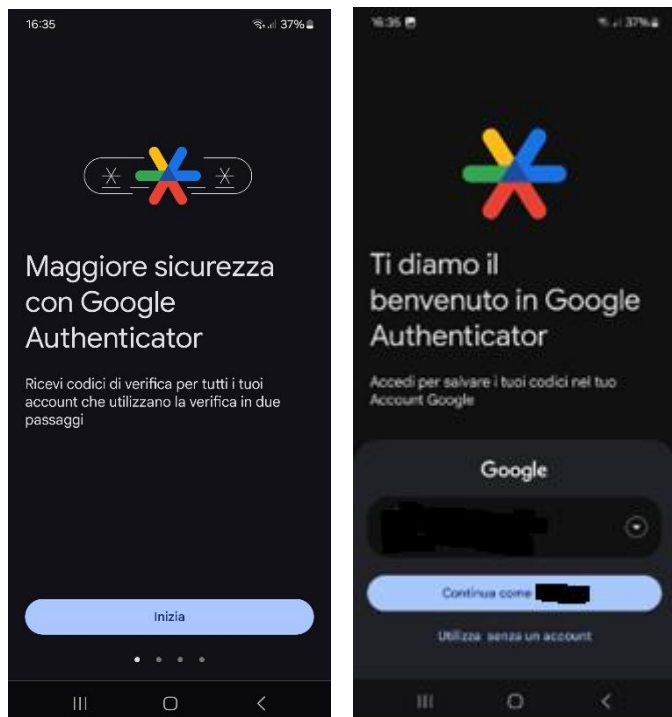 16:35
37%
Maggiore sicurezza
con Google
Authenticator
Ricevi codici di verifica per tutti i tuoi
account che utilizzano la verifica in due
passaggi
Inizia
16:35
37%
Ti diamo il
benvenuto in Google
Authenticator
Accedi per salvare i tuoi codici nel tuo
Account Google
Google
Continua come
Utilizza senza un account